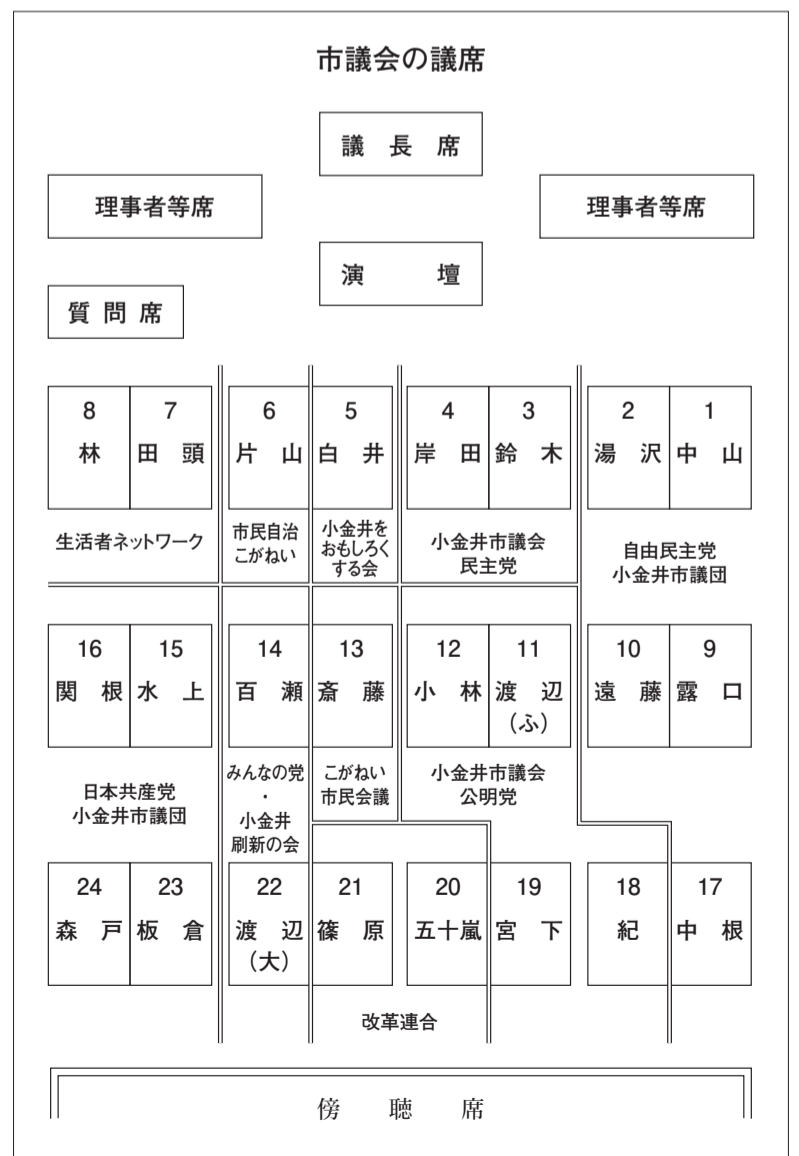 市議会の議席
議長席
理事者等席
理事者等席
演壇
質問席
8 7 6 5 4 3 2 1
林 田頭 片山 白井 岸田 鈴木 湯沢 中山
生活者ネットワーク
市民自治
こがねい
小金井を
おもしろく
する会
小金井市議会
民主党
自由民主党
小金井市議団
16 15 14 13 12 11 10 9
関根 水上 百瀬 斎藤 小林 渡辺 遠藤 露口
(ふ)
日本共産党
小金井市議団
みんなの党
・
小金井
刷新の会
こがねい
市民会議
小金井市議会
公明党
24 23 22 21 20 19 18 17
森戸 板倉 渡辺 篠原 五十嵐 宮下 紀 中根
(大)
改革連合
傍聴席